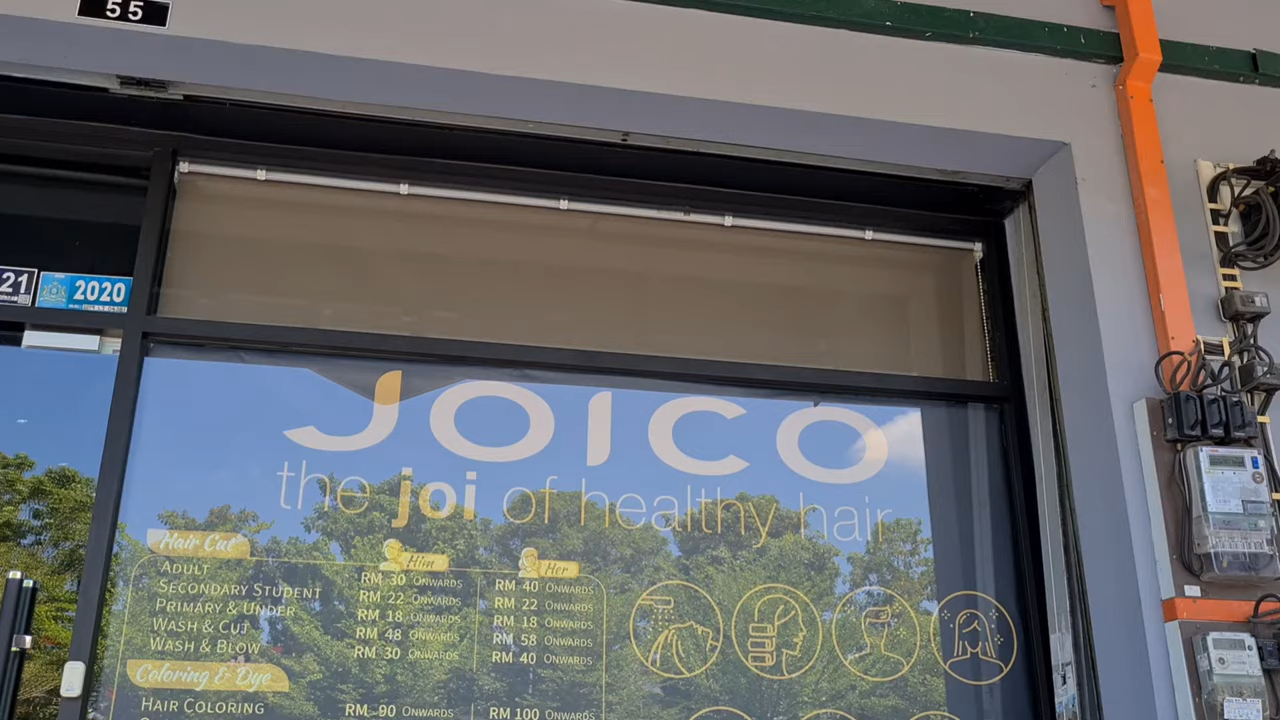 55
21
2020
JOICO
the joi of healthy hair
Hair Cut Him Her
ADULT RM 30 ONWARDS RM 40 ONWARDS
SECONDARY STUDENT RM 22 ONWARDS RM 22 ONWARDS
PRIMARY & UNDER RM 18 ONWARDS RM 18 ONWARDS
WASH & CUT RM 48 ONWARDS RM 58 ONWARDS
WASH & BLOW RM 30 ONWARDS RM 40 ONWARDS
Coloring & Dye
HAIR COLORING RM 90 ONWARDS RM 100 ONWARDS